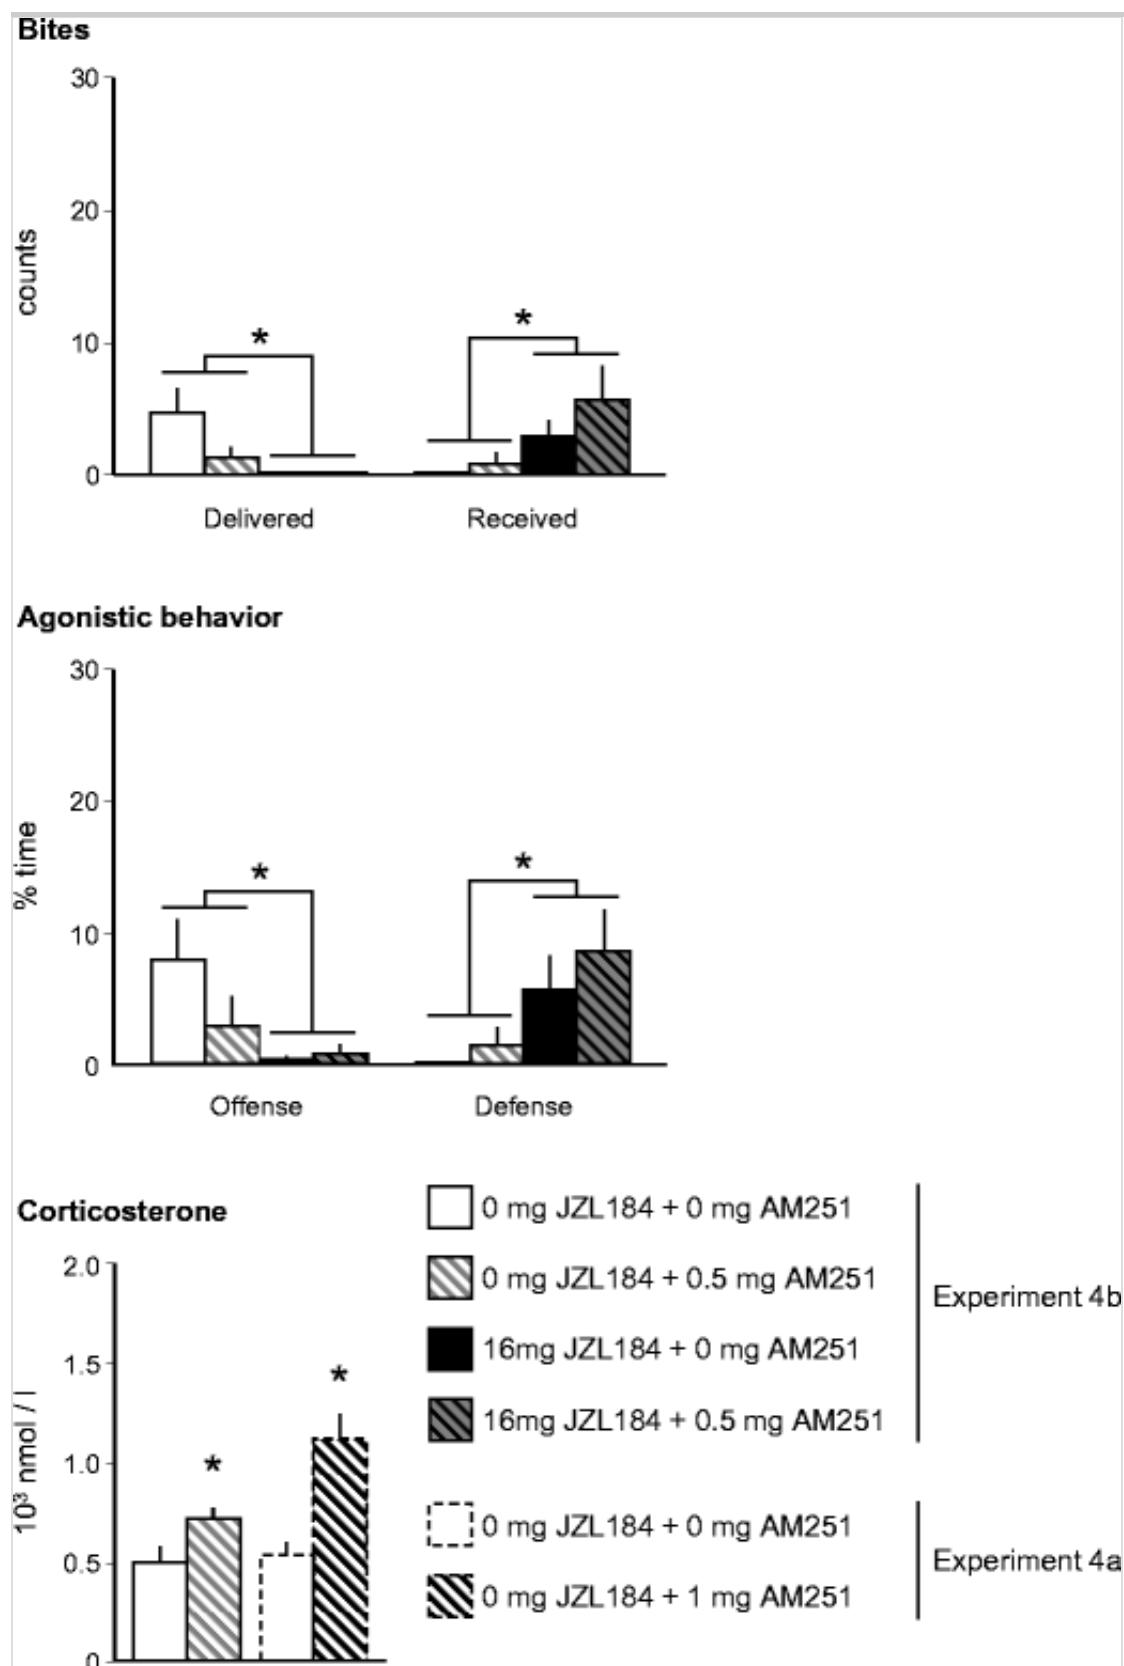 Bites
30
20
10
0
counts
*
*
Delivered
Received
Agonistic behavior
30
20
10
0
% time
*
*
Offense
Defense
Corticosterone
2.0
1.5
1.0
0.5
0
10³ nmol / l
*
*
0 mg JZL184 + 0 mg AM251
0 mg JZL184 + 0.5 mg AM251
16mg JZL184 + 0 mg AM251
16mg JZL184 + 0.5 mg AM251
Experiment 4b
0 mg JZL184 + 0 mg AM251
0 mg JZL184 + 1 mg AM251
Experiment 4a